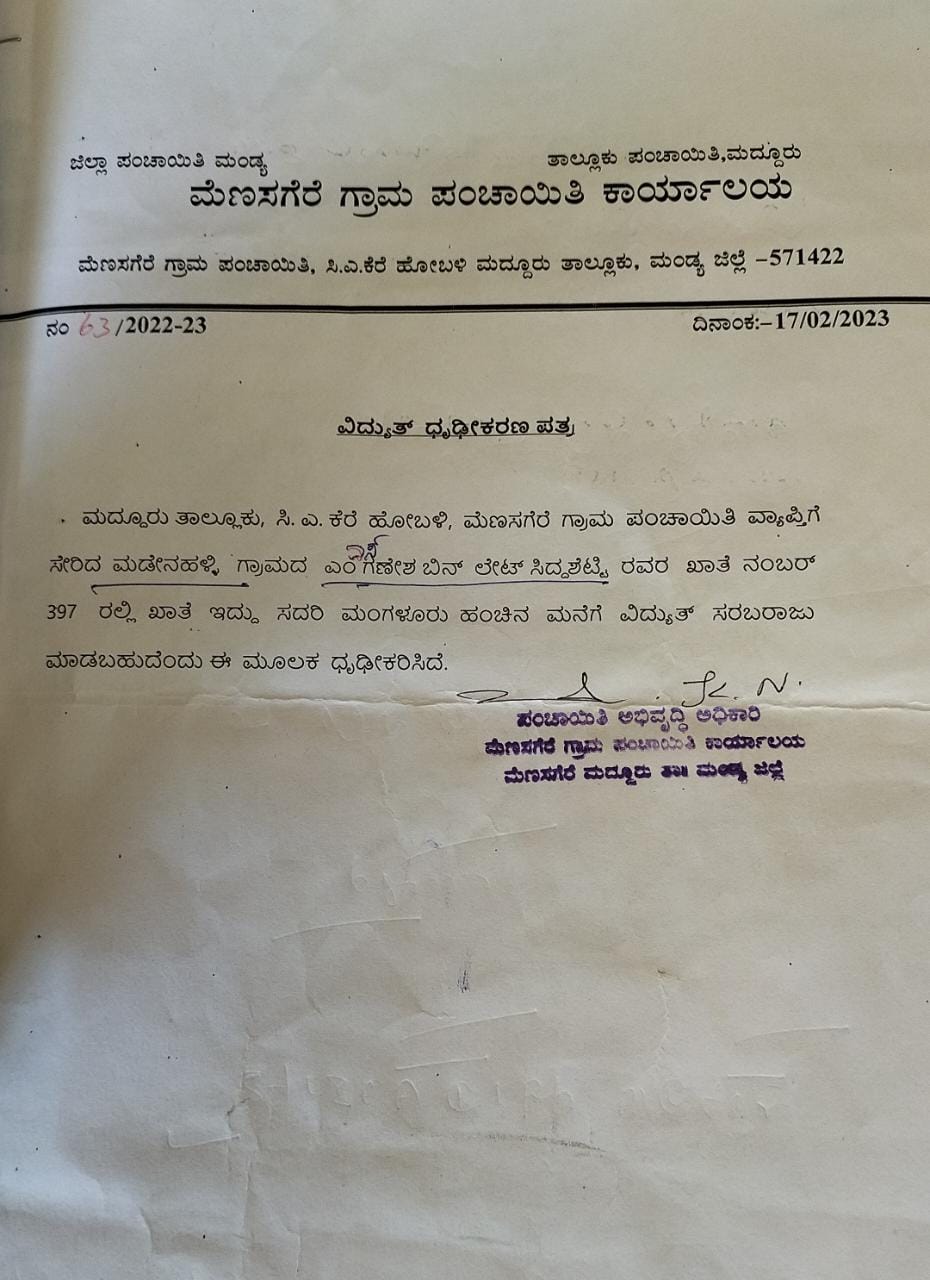 ಜಿಲ್ಲಾ ಪಂಚಾಯಿತಿ ಮಂಡ್ಯ ತಾಲ್ಲೂಕು ಪಂಚಾಯಿತಿ,ಮದ್ದೂರು
ಮೆಣಸಗೆರೆ ಗ್ರಾಮ ಪಂಚಾಯಿತಿ ಕಾರ್ಯಾಲಯ
ಮೆಣಸಗೆರೆ ಗ್ರಾಮ ಪಂಚಾಯಿತಿ, ಸಿ.ಎ.ಕೆರೆ ಹೋಬಳಿ ಮದ್ದೂರು ತಾಲ್ಲೂಕು, ಮಂಡ್ಯ ಜಿಲ್ಲೆ -571422
ನಂ 63/2022-23 ದಿನಾಂಕ:-17/02/2023
ವಿದ್ಯುತ್ ಧೃಢೀಕರಣ ಪತ್ರ
ಮದ್ದೂರು ತಾಲ್ಲೂಕು, ಸಿ. ಎ. ಕೆರೆ ಹೋಬಳಿ, ಮೆಣಸಗೆರೆ ಗ್ರಾಮ ಪಂಚಾಯಿತಿ ವ್ಯಾಪ್ತಿಗೆ
ಸೇರಿದ ಮಡೇನಹಳ್ಳಿ ಗ್ರಾಮದ ಎಂ ಗಣೇಶ ಬಿನ್ ಲೇಟ್ ಸಿದ್ದಶೆಟ್ಟಿ ರವರ ಖಾತೆ ನಂಬರ್
397 ರಲ್ಲಿ ಖಾತೆ ಇದ್ದು ಸದರಿ ಮಂಗಳೂರು ಹಂಚಿನ ಮನೆಗೆ ವಿದ್ಯುತ್ ಸರಬರಾಜು
ಮಾಡಬಹುದೆಂದು ಈ ಮೂಲಕ ಧೃಢೀಕರಿಸಿದೆ.
ಪಂಚಾಯಿತಿ ಅಭಿವೃದ್ಧಿ ಅಧಿಕಾರಿ
ಮೆಣಸಗೆರೆ ಗ್ರಾಮ ಪಂಚಾಯಿತಿ ಕಾರ್ಯಾಲಯ
ಮೆಣಸಗೆರೆ ಮದ್ದೂರು ತಾ॥ ಮಂಡ್ಯ ಜಿಲ್ಲೆ